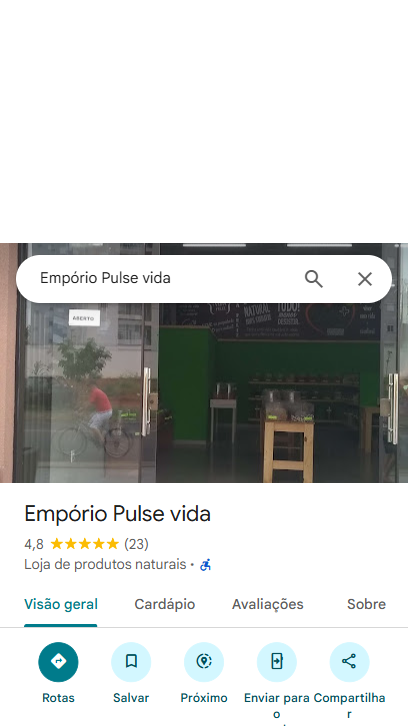 Empório Pulse vida
ABERTO
NATURAL
TUDO!
Empório Pulse vida
4,8 (23)
Loja de produtos naturais ·
Visão geral Cardápio Avaliações Sobre
Rotas Salvar Próximo Enviar para o Compartilhar